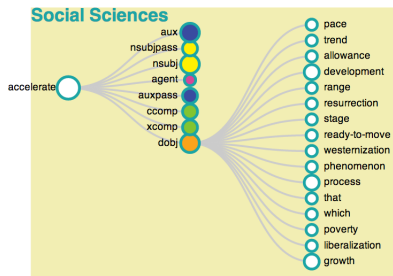 Social Sciences
accelerate
aux
nsubjpass
nsubj
agent
auxpass
ccomp
xcomp
dobj
pace
trend
allowance
development
range
resurrection
stage
ready-to-move
westernization
phenomenon
process
that
which
poverty
liberalization
growth